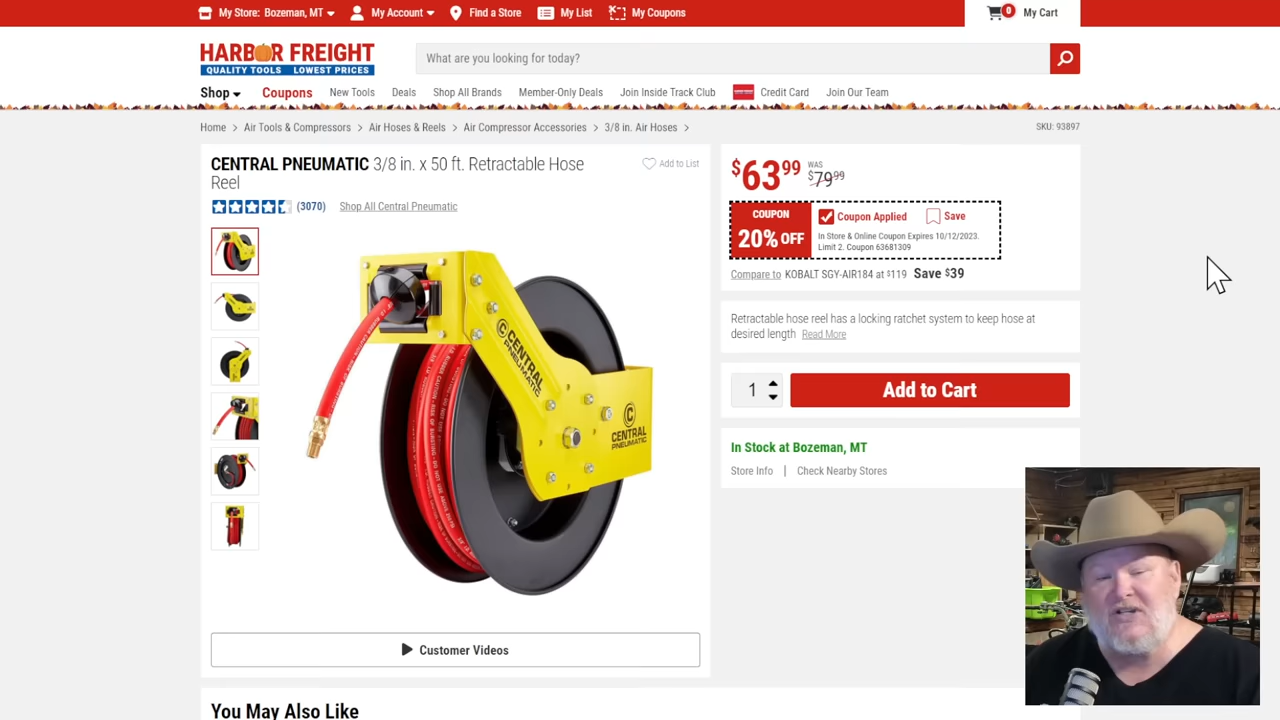 My Store: Bozeman, MT
My Account
Find a Store
My List
My Coupons
0
My Cart
HARBOR FREIGHT
QUALITY TOOLS LOWEST PRICES
What are you looking for today?
Shop
Coupons
New Tools
Deals
Shop All Brands
Member-Only Deals
Join Inside Track Club
Credit Card
Join Our Team
Home > Air Tools & Compressors > Air Hoses & Reels > Air Compressor Accessories > 3/8 in. Air Hoses >
SKU: 93897
CENTRAL PNEUMATIC 3/8 in. x 50 ft. Retractable Hose
Reel
Add to List
(3070)
Shop All Central Pneumatic
CENTRAL
PNEUMATIC
CENTRAL
PNEUMATIC
Customer Videos
You May Also Like
$63 99
WAS
$79 99
COUPON
20% OFF
Coupon Applied
Save
In Store & Online Coupon Expires 10/12/2023.
Limit 2. Coupon 63681309
Compare to KOBALT SGY-AIR184 at $119 Save $39
Retractable hose reel has a locking ratchet system to keep hose at
desired length Read More
1
Add to Cart
In Stock at Bozeman, MT
Store Info | Check Nearby Stores